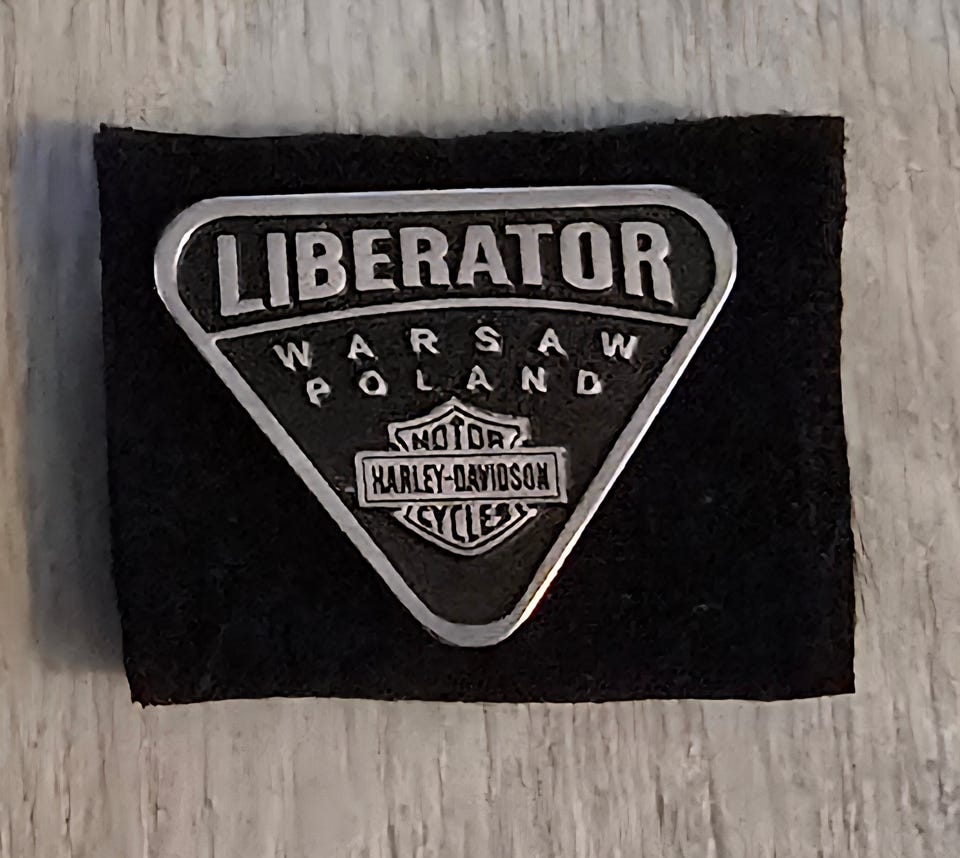 LIBERATOR
WARSAW
POLAND
MOTOR
HARLEY-DAVIDSON
CYCLES